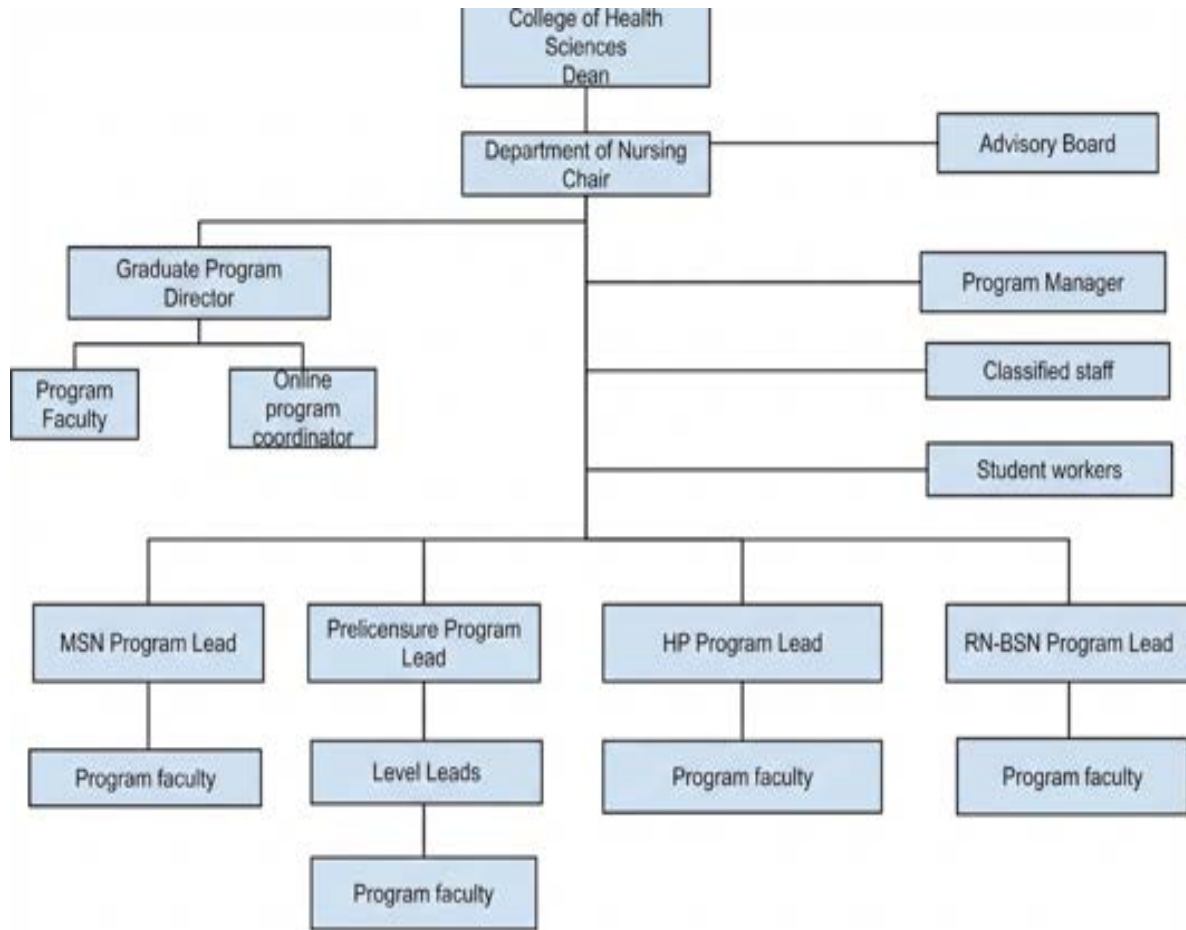 College of Health
Sciences
Dean
Department of Nursing
Chair
Advisory Board
Graduate Program
Director
Program Manager
Program
Faculty
Online
program
coordinator
Classified staff
Student workers
MSN Program Lead
Prelicensure Program
Lead
HP Program Lead
RN-BSN Program Lead
Program faculty
Level Leads
Program faculty
Program faculty
Program faculty